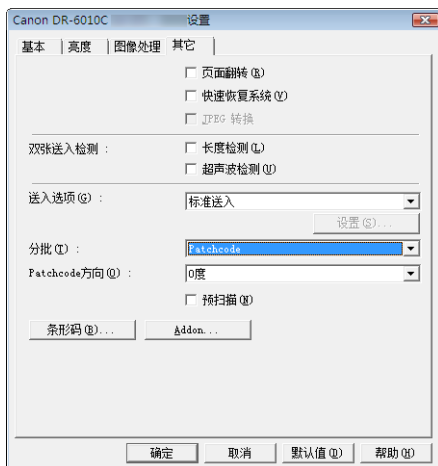 Canon DR-6010C 设置
基本 亮度 图像处理 其它
页面翻转(R)
快速恢复系统(Y)
JPEG 转换
双张送入检测 : 长度检测(L)
超声波检测(U)
送入选项(G) : 标准送入
设置(S)...
分批(T) : Patchcode
Patchcode方向(O) : 0度
预扫描(N)
条形码(B)... Addon...
确定 取消 默认值(D) 帮助(H)